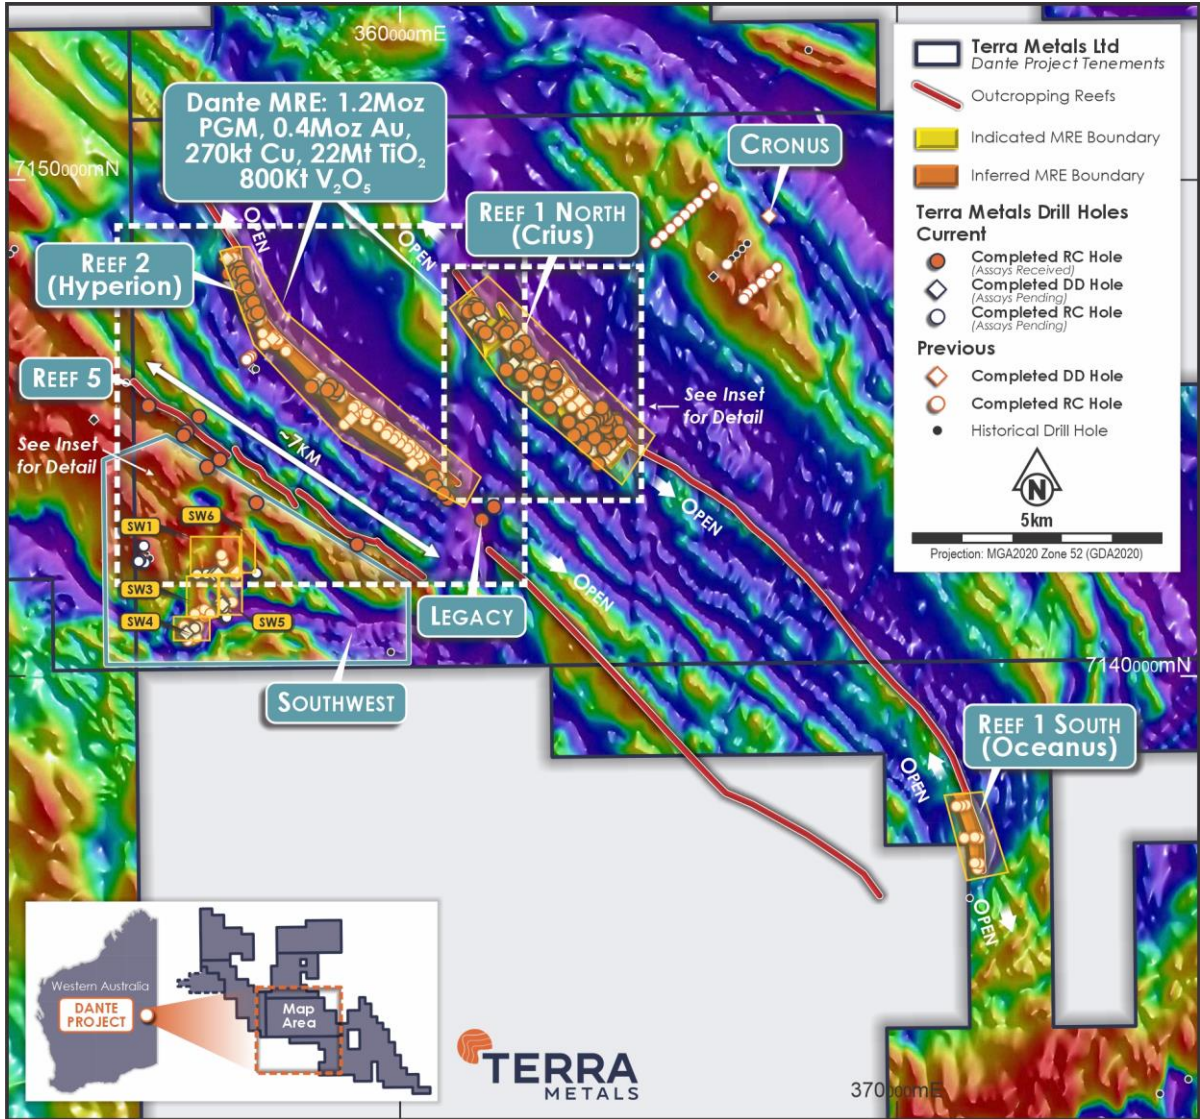 360000mE
7150000mN
Dante MRE: 1.2Moz
PGM, 0.4Moz Au,
270kt Cu, 22Mt TiO₂
800Kt V₂O₅
CRONUS
REEF 1 NORTH
(Crius)
OPEN
OPEN
REEF 2
(Hyperion)
REEF 5
See Inset
for Detail
~7KM
See Inset
for Detail
OPEN
SW1
SW6
SW3
SW4
SW5
LEGACY
OPEN
SOUTHWEST
7140000mN
REEF 1 SOUTH
(Oceanus)
OPEN
OPEN
370000mE
Terra Metals Ltd
Dante Project Tenements
Outcropping Reefs
Indicated MRE Boundary
Inferred MRE Boundary
Terra Metals Drill Holes
Current
Completed RC Hole
(Assays Received)
Completed DD Hole
(Assays Pending)
Completed RC Hole
(Assays Pending)
Previous
Completed DD Hole
Completed RC Hole
Historical Drill Hole
N
5km
Projection: MGA2020 Zone 52 (GDA2020)
Western Australia
DANTE
PROJECT
Map
Area
TERRA
METALS